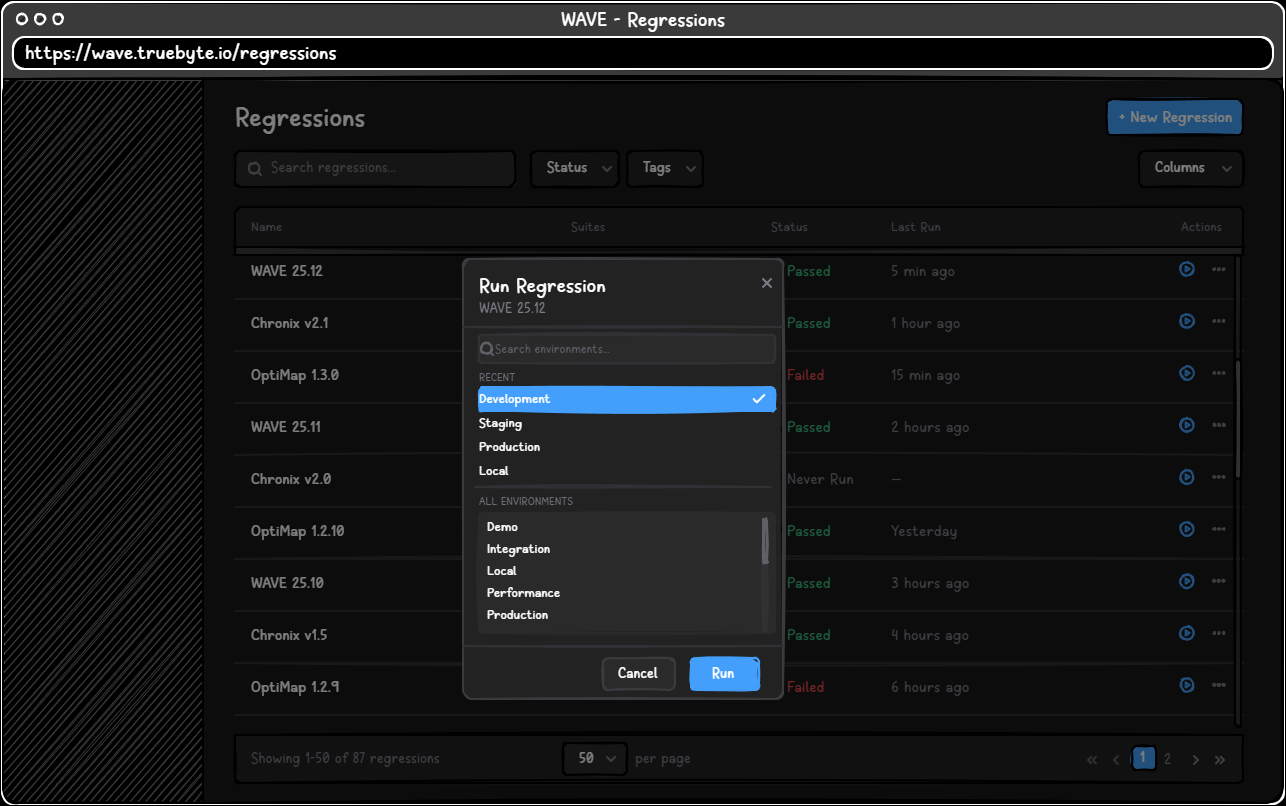 WAVE - Regressions
https://wave.truebyte.io/regressions
Regressions
+ New Regression
Search regressions...
Status
Tags
Columns
Name Suites Status Last Run Actions
WAVE 25.12 Passed 5 min ago
Chronix v2.1 Passed 1 hour ago
OptiMap 1.3.0 Failed 15 min ago
WAVE 25.11 Passed 2 hours ago
Chronix v2.0 Never Run —
OptiMap 1.2.10 Passed Yesterday
WAVE 25.10 Passed 3 hours ago
Chronix v1.5 Passed 4 hours ago
OptiMap 1.2.9 Failed 6 hours ago
Run Regression
WAVE 25.12
Search environments...
RECENT
Development
Staging
Production
Local
ALL ENVIRONMENTS
Demo
Integration
Local
Performance
Production
Cancel
Run
Showing 1-50 of 87 regressions
50 per page
« ‹ 1 2 › »